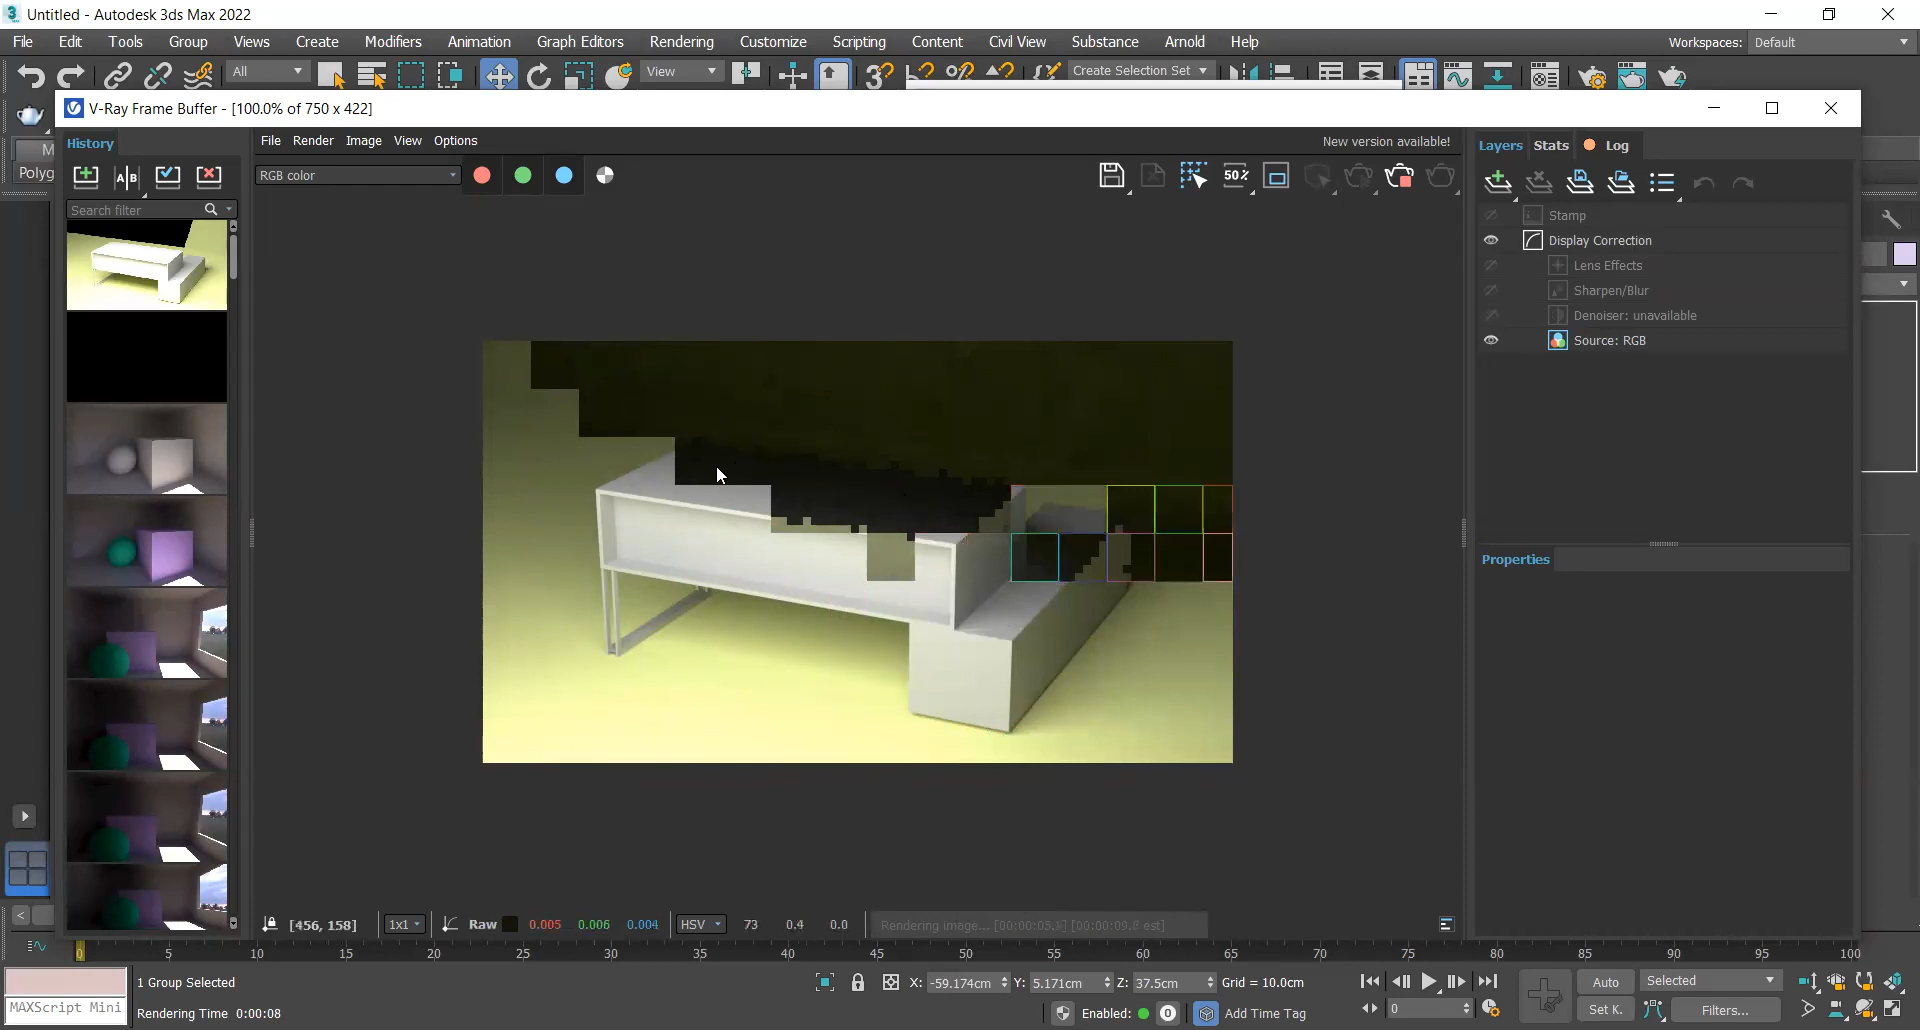 Untitled - Autodesk 3ds Max 2022
File Edit Tools Group Views Create Modifiers Animation Graph Editors Rendering Customize Scripting Content Civil View Substance Arnold Help Workspaces: Default
All View Create Selection Set
V-Ray Frame Buffer - [100.0% of 750 x 422]
History File Render Image View Options New version available! Layers Stats Log
M
Polyg
RGB color 50%
Search filter
Stamp
Display Correction
Lens Effects
Sharpen/Blur
Denoiser: unavailable
Source: RGB
Properties
[456, 158] 1x1 Raw 0.005 0.006 0.004 HSV 73 0.4 0.0
0 5 10 15 20 25 30 35 40 45 50 55 60 65 70 75 80 85 90 95 100
1 Group Selected X: -59.174cm Y: 5.171cm Z: 37.5cm Grid = 10.0cm Auto Selected
MAXScript Mini Rendering Time 0:00:08 Enabled: 0 Add Time Tag 0 Set K. Filters...